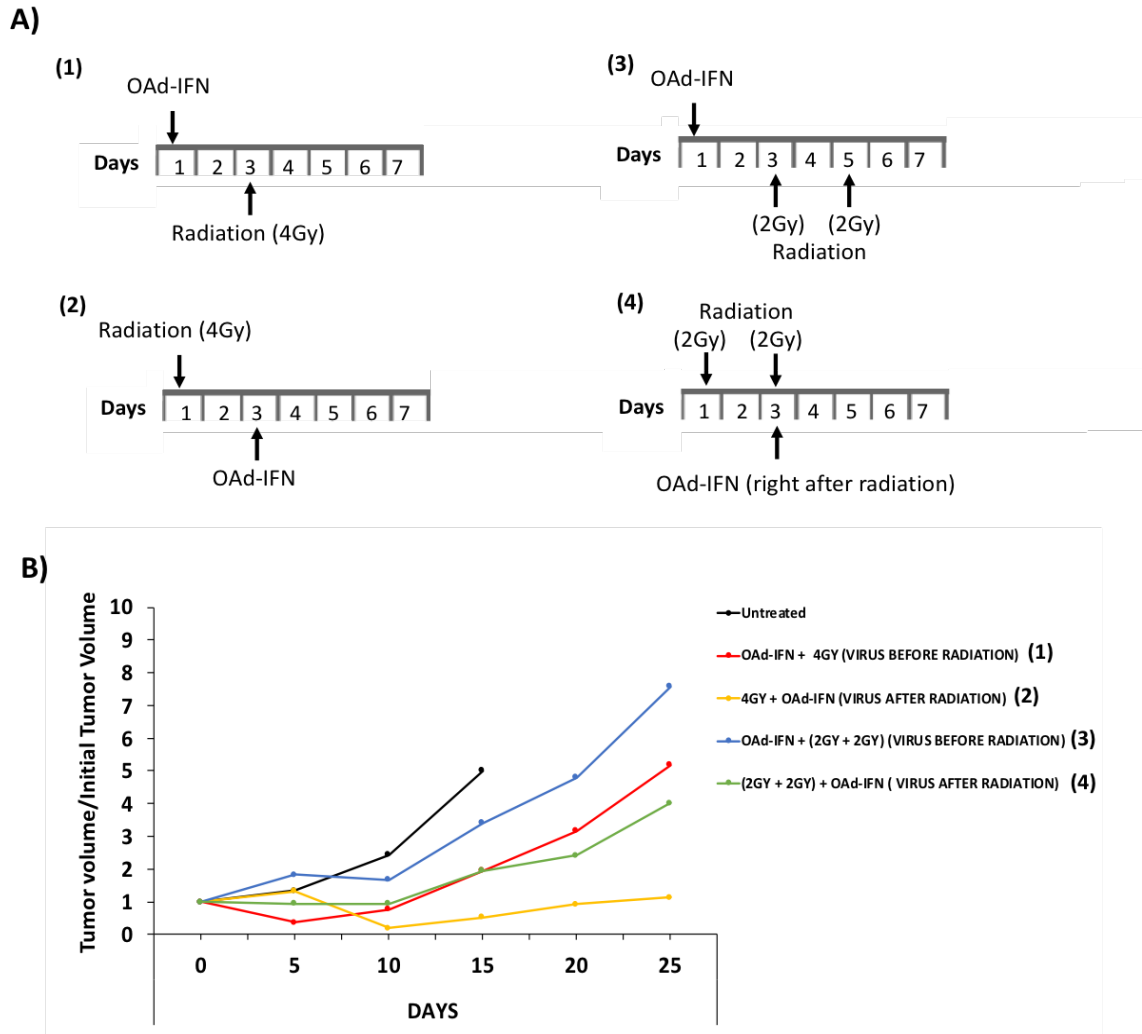 A)
(1)
OAd-IFN
Days 1 2 3 4 5 6 7
Radiation (4Gy)
(3)
OAd-IFN
Days 1 2 3 4 5 6 7
(2Gy) (2Gy)
Radiation
(2)
Radiation (4Gy)
Days 1 2 3 4 5 6 7
OAd-IFN
(4)
Radiation
(2Gy) (2Gy)
Days 1 2 3 4 5 6 7
OAd-IFN (right after radiation)
B)
Tumor volume/Initial Tumor Volume
10
9
8
7
6
5
4
3
2
1
0
0 5 10 15 20 25
DAYS
Untreated
OAd-IFN + 4GY (VIRUS BEFORE RADIATION) (1)
4GY + OAd-IFN (VIRUS AFTER RADIATION) (2)
OAd-IFN + (2GY + 2GY) (VIRUS BEFORE RADIATION) (3)
(2GY + 2GY) + OAd-IFN ( VIRUS AFTER RADIATION) (4)